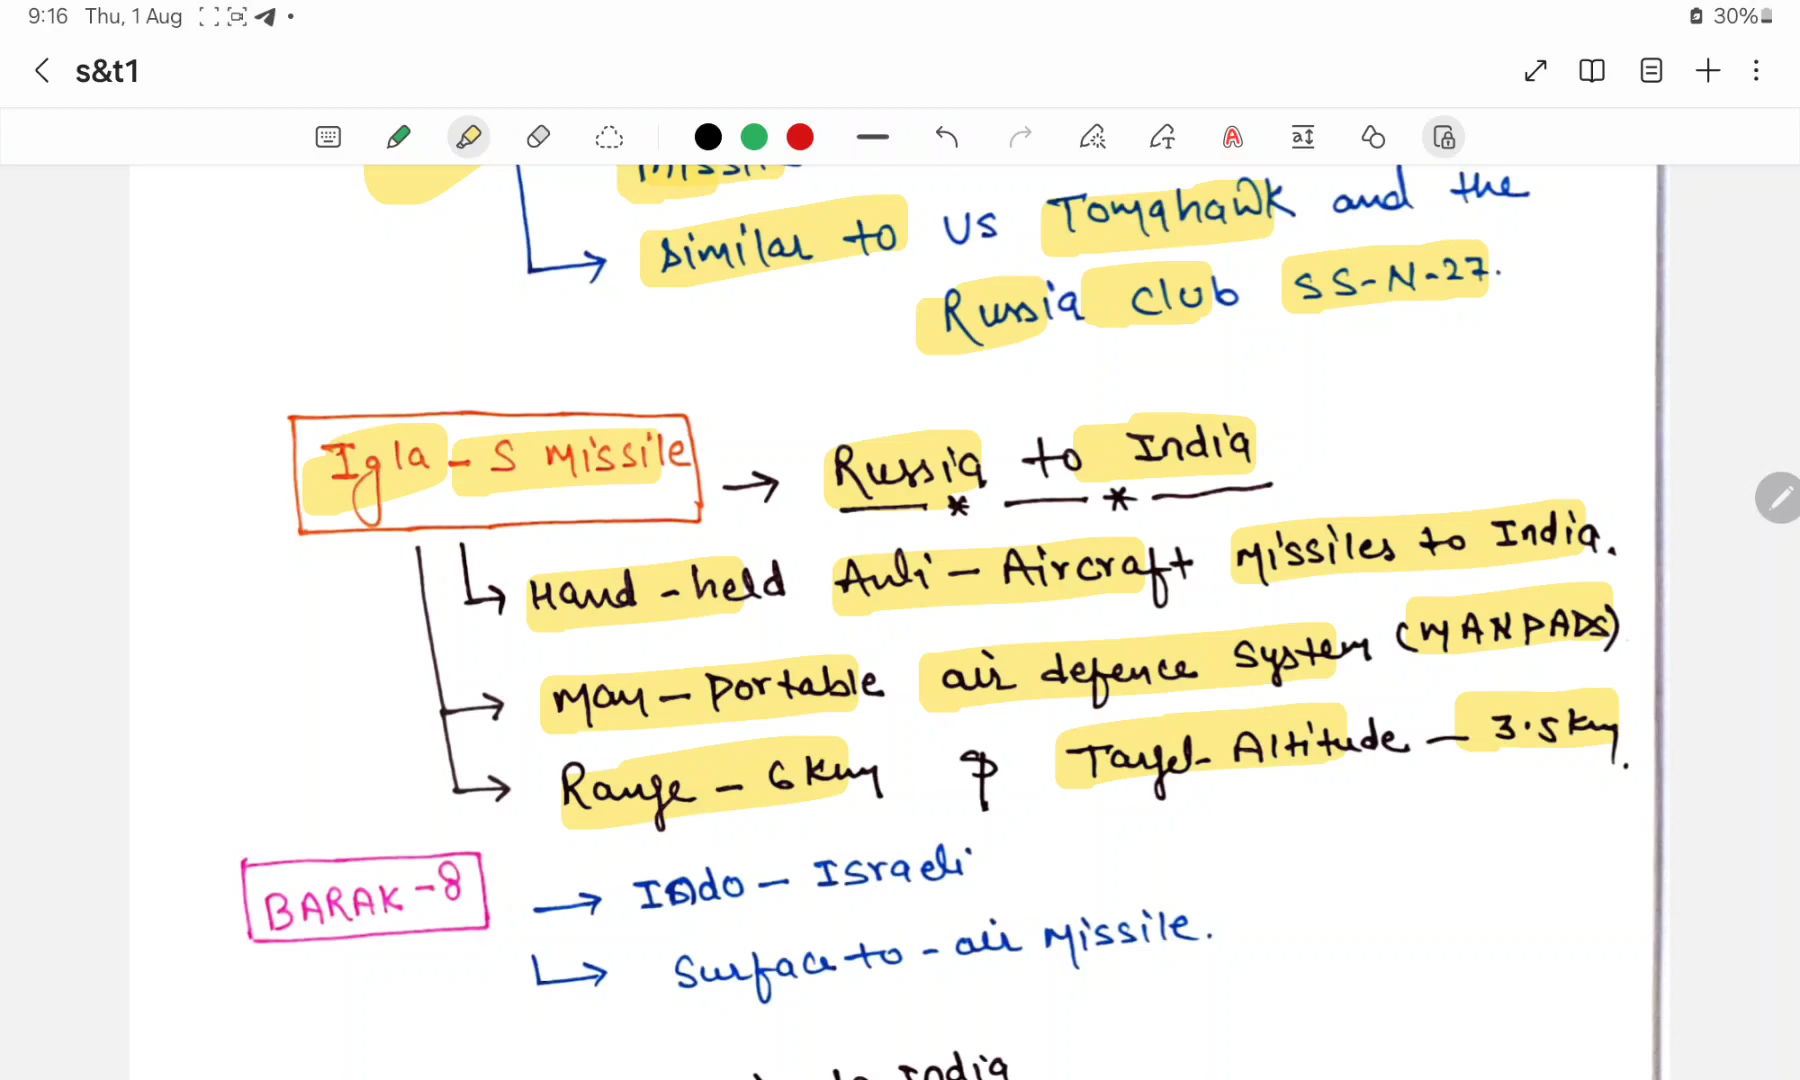 9:16 Thu, 1 Aug 30%
s&t1
Missile
Similar to US Tomahawk and the
Russia Club SS-N-27.
Igla-S Missile → Russia to India
Hand-held Anti-Aircraft Missiles to India.
Man-Portable air defence System (MANPADS)
Range - 6 Km & Target Altitude - 3.5 Km.
BARAK-8 → Indo-Israeli
Surface to-air Missile.
India